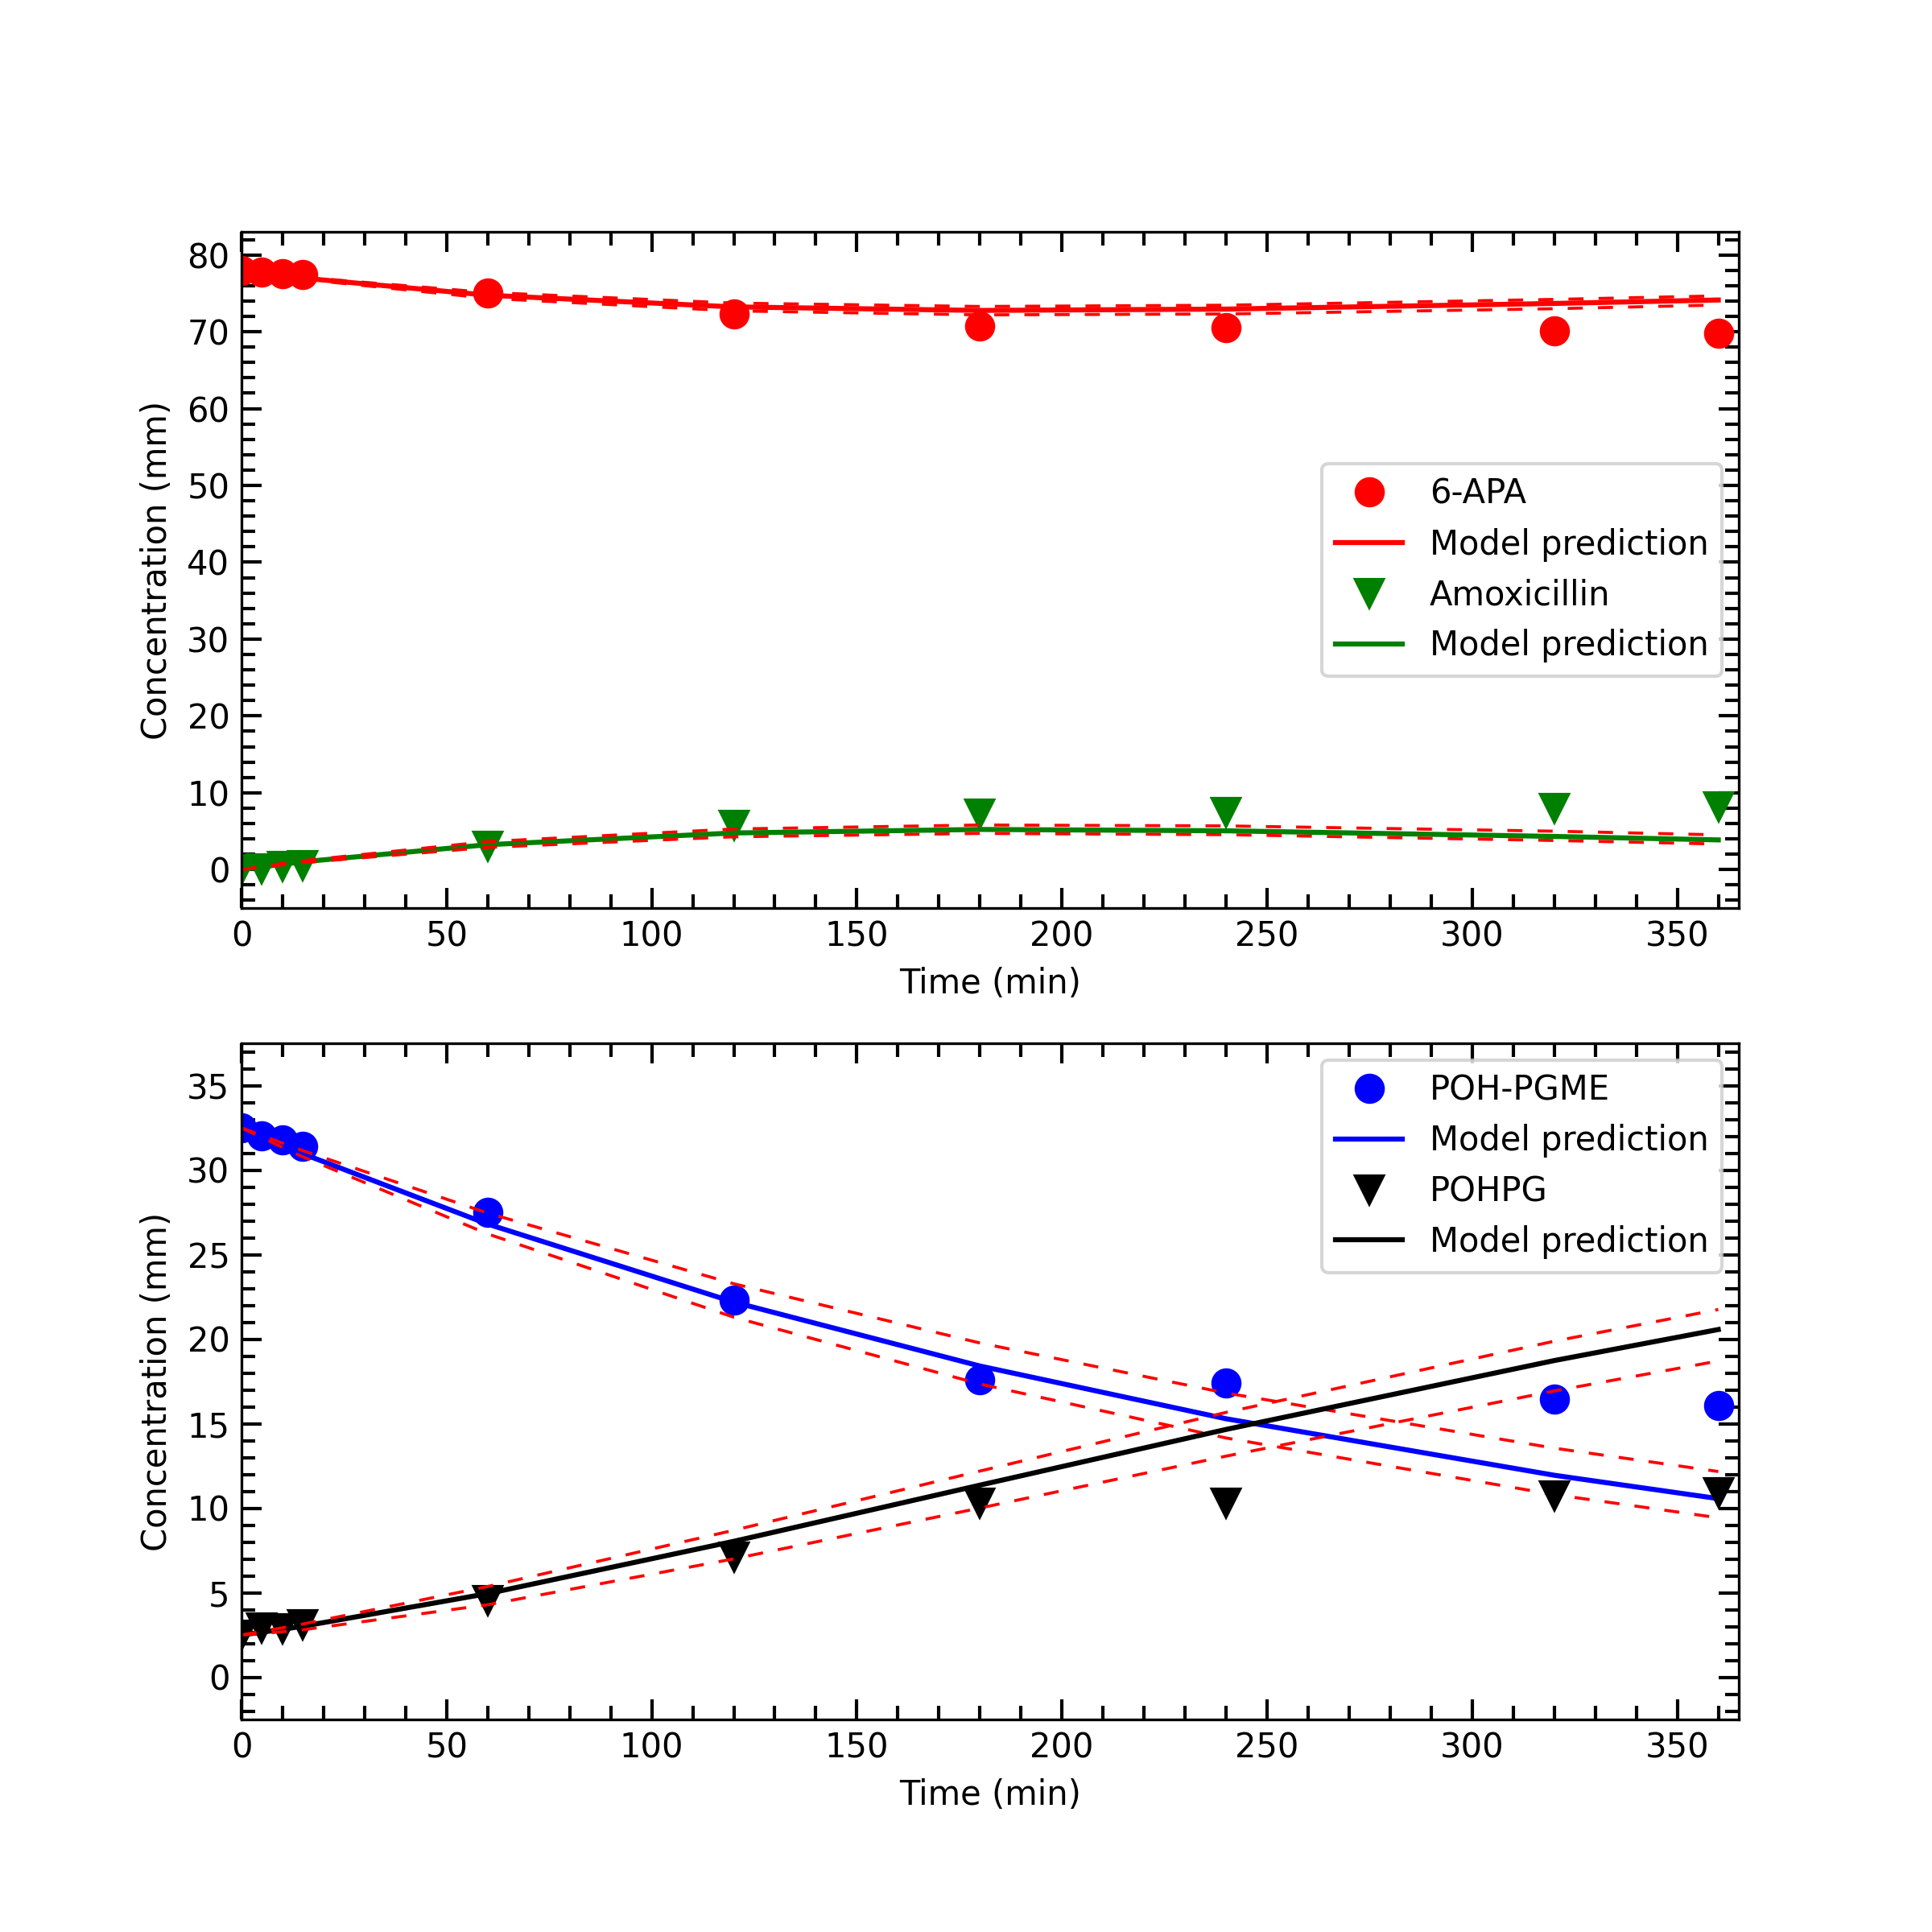 80
70
60
50
40
30
20
10
0
Concentration (mm)
6-APA
Model prediction
Amoxicillin
Model prediction
0 50 100 150 200 250 300 350
Time (min)
35
30
25
20
15
10
5
0
Concentration (mm)
POH-PGME
Model prediction
POHPG
Model prediction
0 50 100 150 200 250 300 350
Time (min)